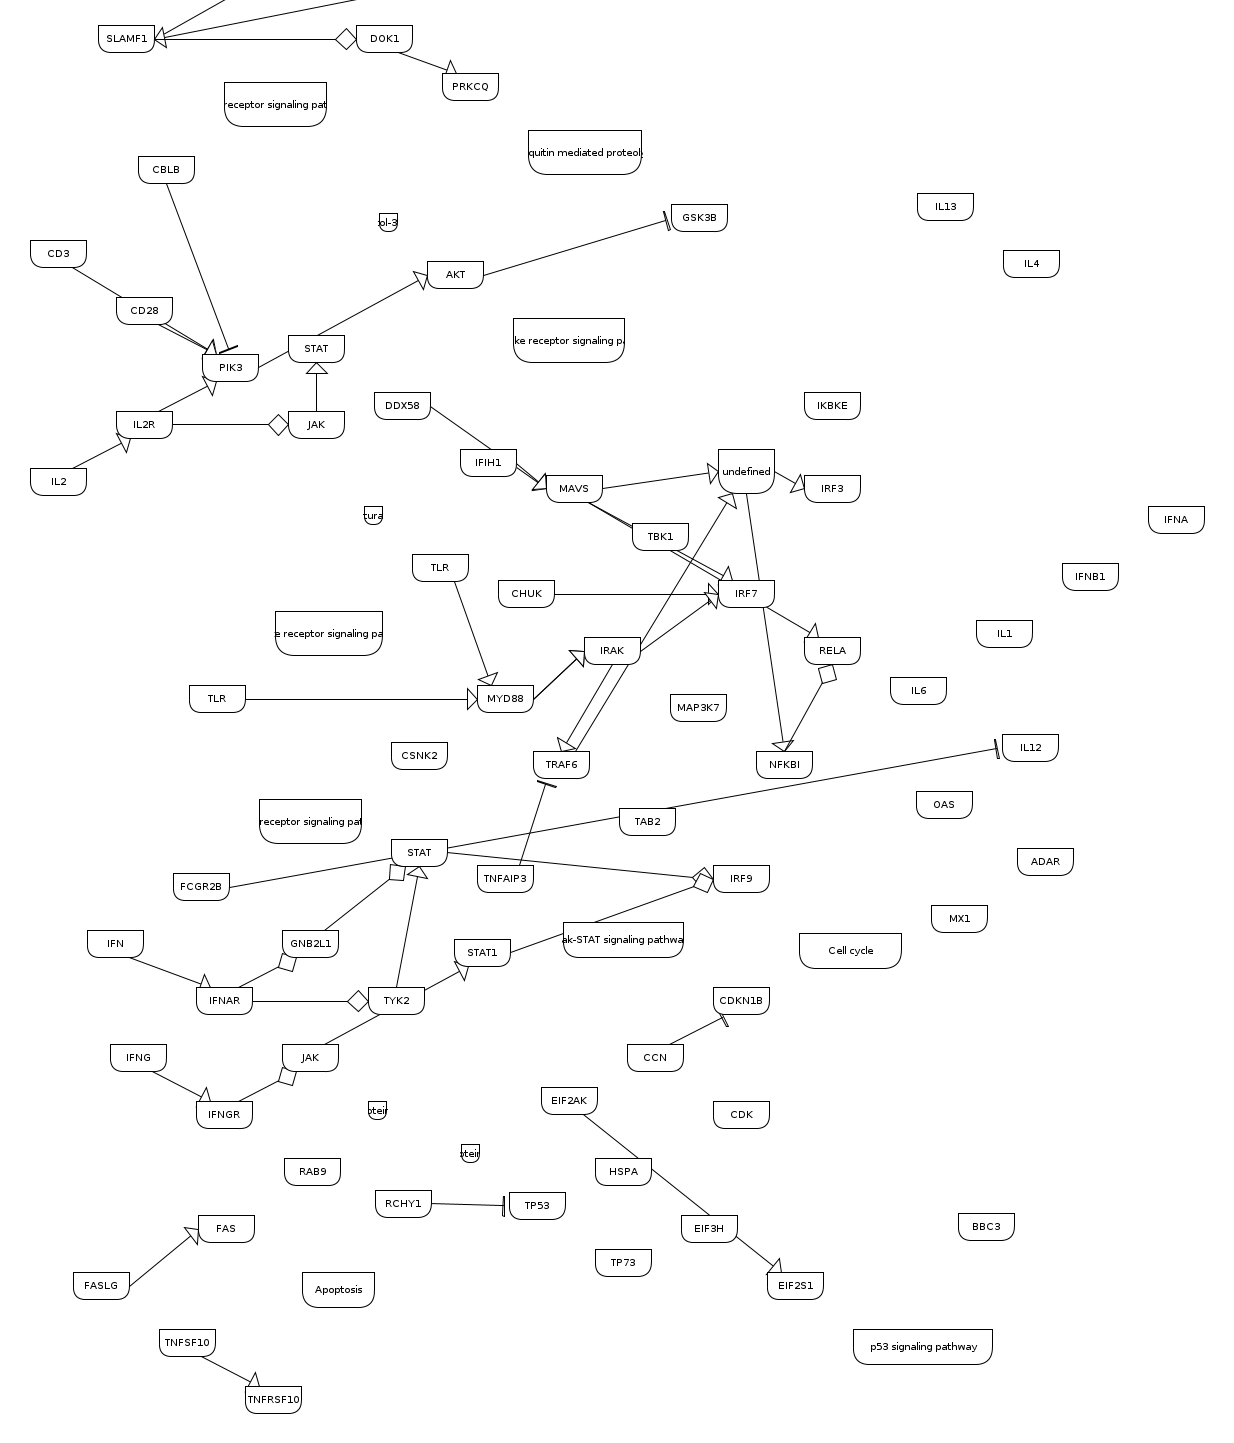 SLAMF1
DOK1
PRKCQ
receptor signaling pat
quitin mediated proteol
CBLB
IL13
ol-3
GSK3B
CD3
IL4
AKT
CD28
STAT
ke receptor signaling pa
PIK3
DDX58
IKBKE
IL2R
JAK
IFIH1
undefined
IL2
MAVS
IRF3
tura
IFNA
TBK1
TLR
IFNB1
CHUK
IRF7
e receptor signaling pa
IL1
IRAK
RELA
TLR
MYD88
IL6
MAP3K7
CSNK2
IL12
TRAF6
NFKBI
OAS
receptor signaling pat
TAB2
STAT
ADAR
FCGR2B
TNFAIP3
IRF9
MX1
IFN
GNB2L1
ak-STAT signaling pathwa
STAT1
Cell cycle
IFNAR
TYK2
CDKN1B
IFNG
JAK
CCN
IFNGR
otein
EIF2AK
CDK
otein
RAB9
HSPA
RCHY1
TP53
FAS
EIF3H
BBC3
TP73
FASLG
Apoptosis
EIF2S1
TNFSF10
p53 signaling pathway
TNFRSF10